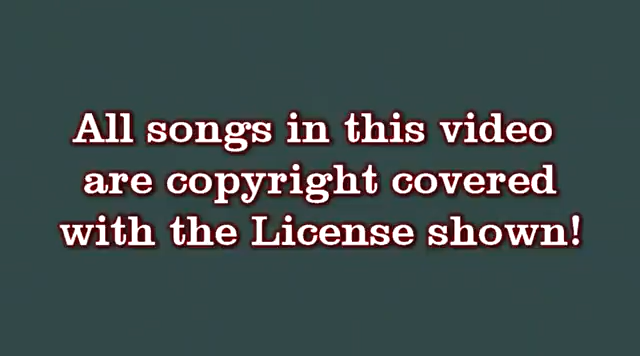 All songs in this video
are copyright covered
with the License shown!